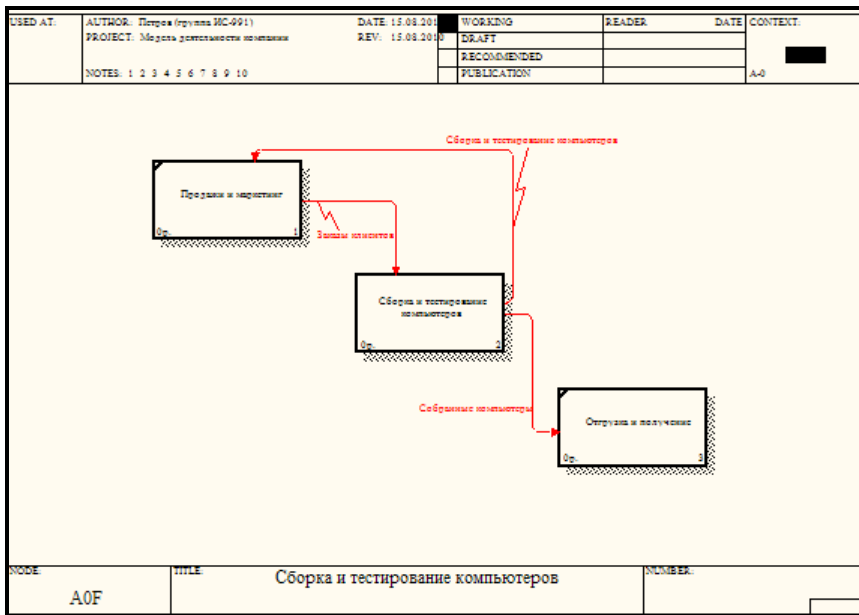 USED AT:
AUTHOR: Петров (группа ИС-991)
DATE: 15.08.201
WORKING
READER
DATE
CONTEXT:
PROJECT: Модель деятельности компании
REV: 15.08.2010
DRAFT
RECOMMENDED
NOTES: 1 2 3 4 5 6 7 8 9 10
PUBLICATION
A-0
Сборка и тестирование компьютеров
Продажи и маркетинг
0р.
1
Заказы клиентов
Сборка и тестирование
компьютеров
0р.
2
Собранные компьютеры
Отгрузка и получение
0р.
3
NODE:
TITLE:
NUMBER:
A0F
Сборка и тестирование компьютеров